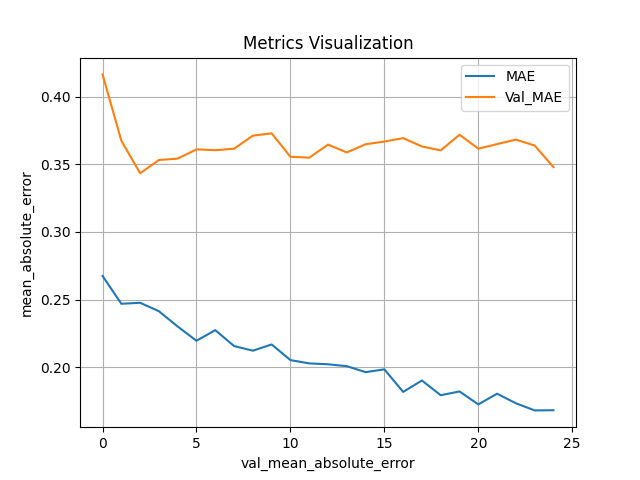 Metrics Visualization
MAE
Val_MAE
mean_absolute_error
0.40
0.35
0.30
0.25
0.20
0 5 10 15 20 25
val_mean_absolute_error